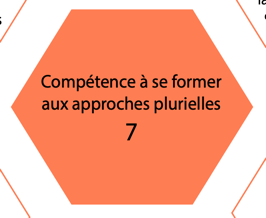 Compétence à se former
aux approches plurielles
7